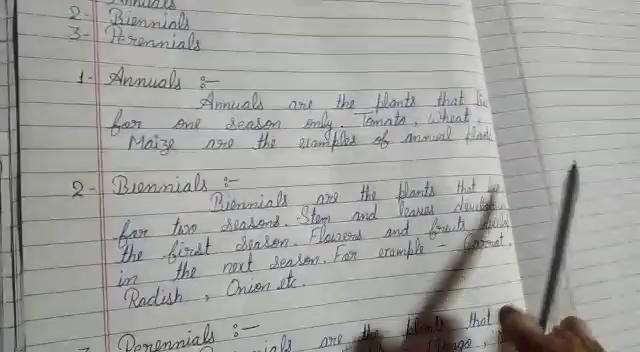 Annuals
2- Biennials
3- Perennials
1- Annuals :-
Annuals are the plants that
for one season only. Tomato, Wheat,
Maize are the examples of annual
2- Biennials :-
Biennials are the plants that
for two seasons. Stem and leaves
the first season. Flowers and fruits
in the next season. For example - Carrot,
Radish, Onion etc.
Perennials :-
are the plants that